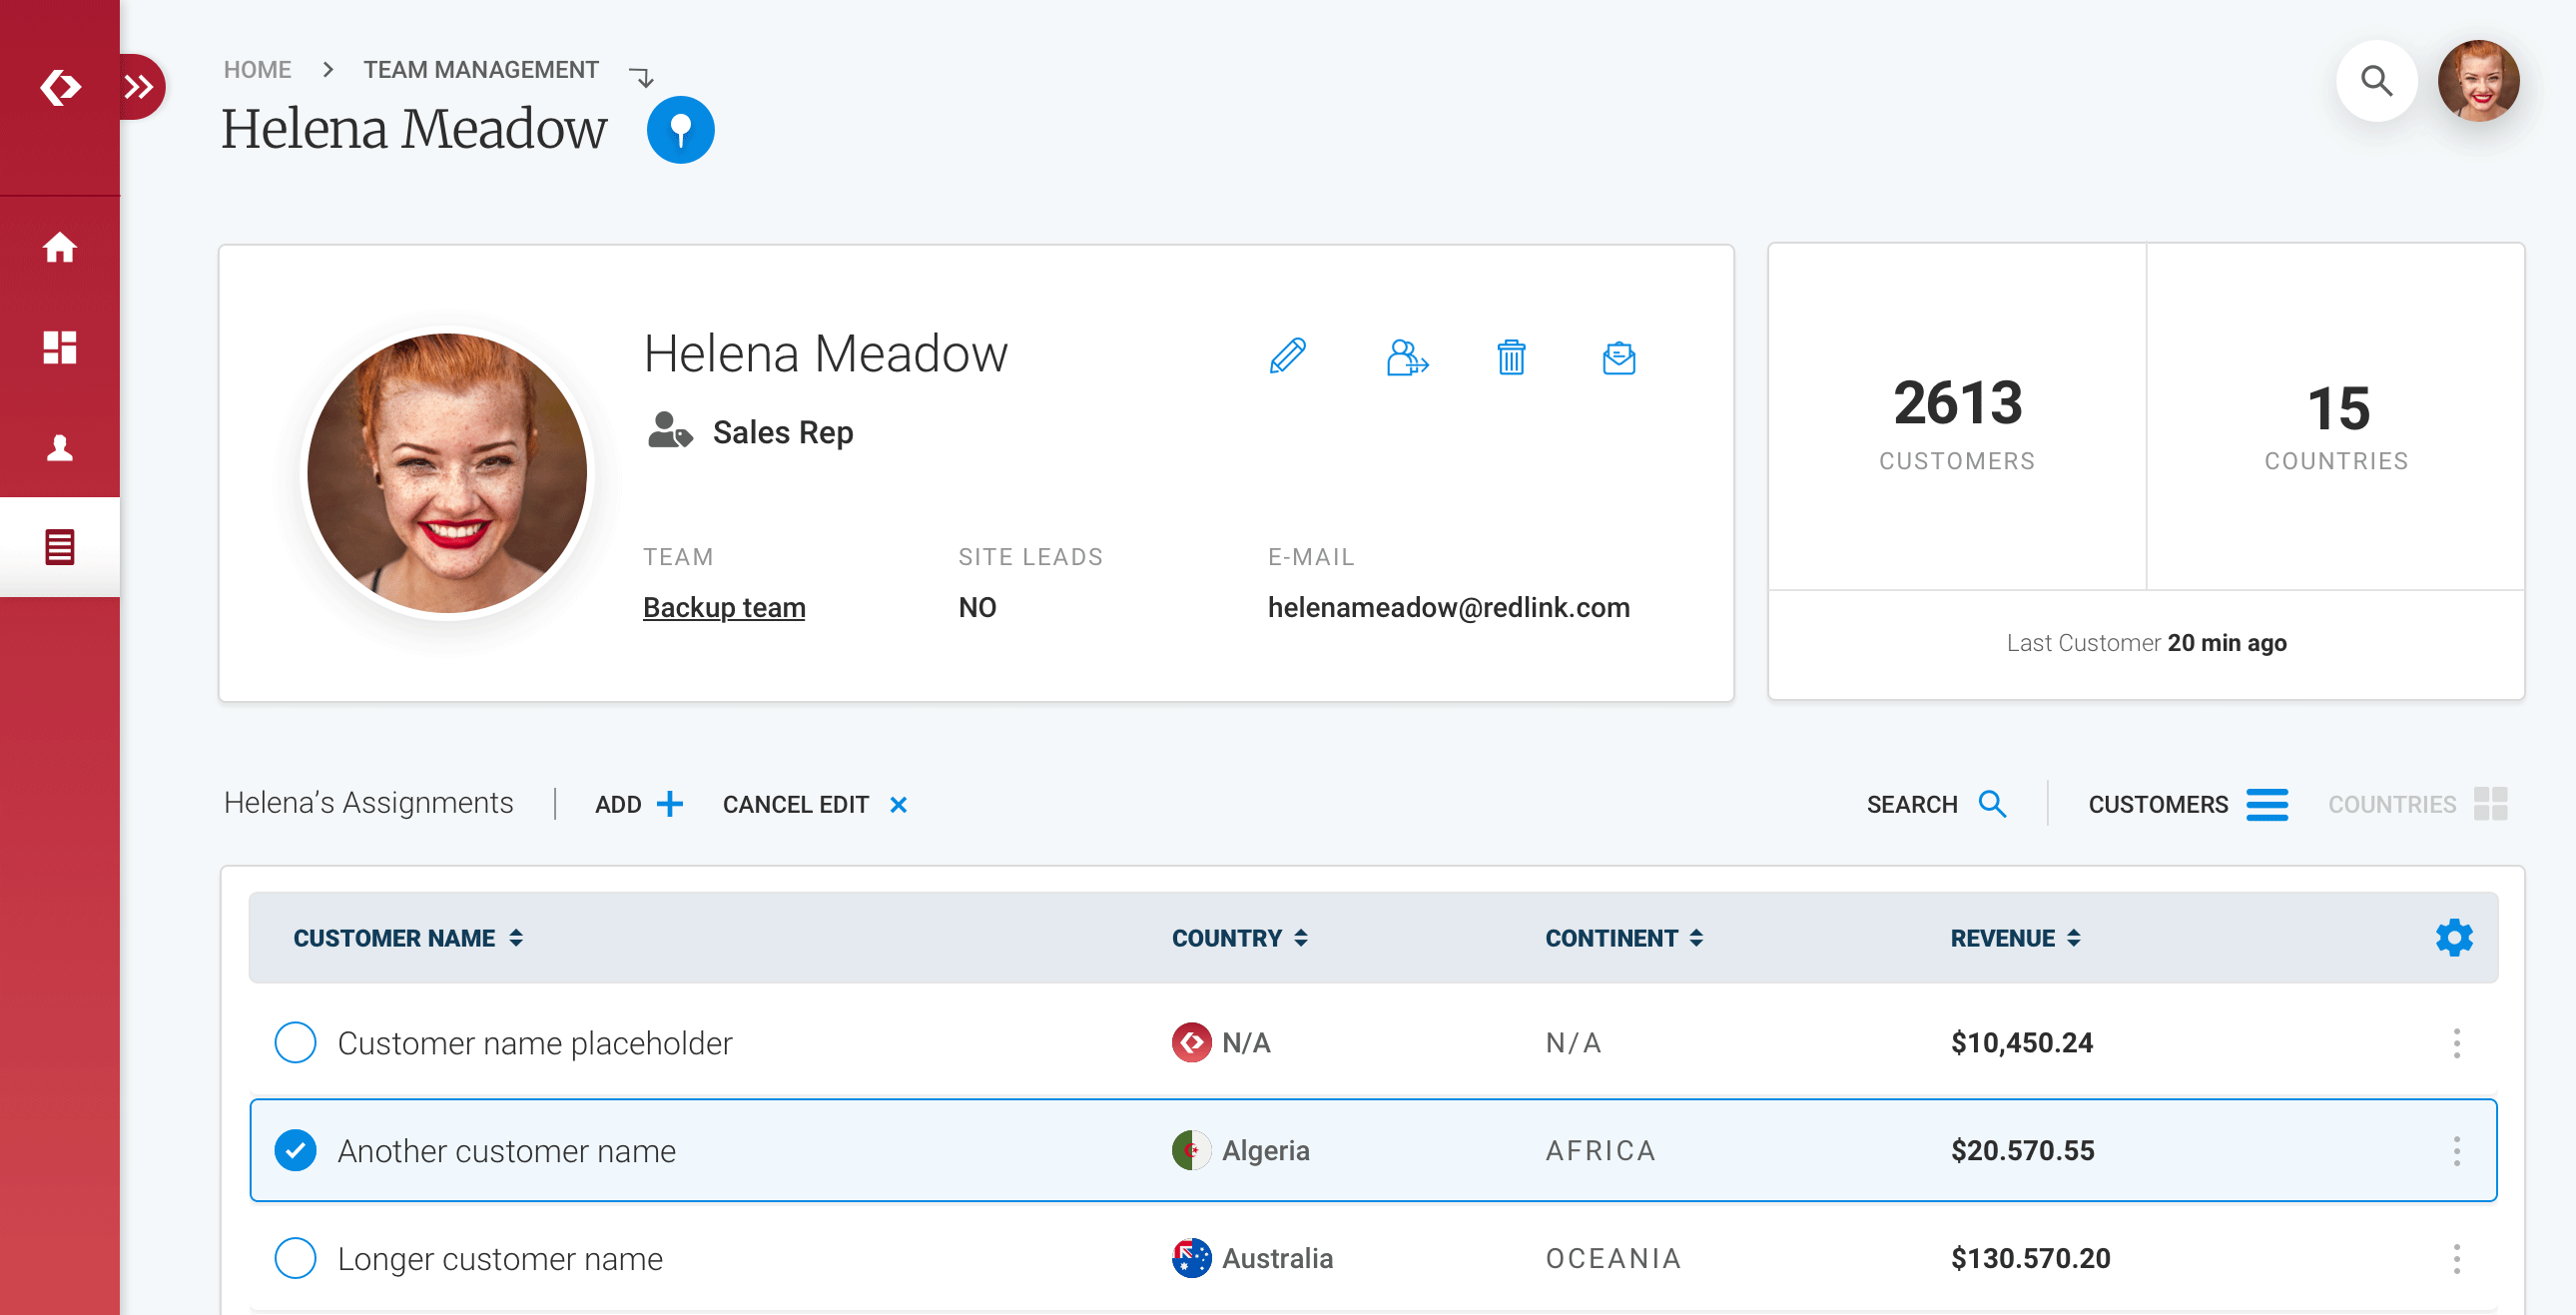 HOME > TEAM MANAGEMENT
Helena Meadow
Helena Meadow
Sales Rep
TEAM SITE LEADS E-MAIL
Backup team NO helenameadow@redlink.com
2613 15
CUSTOMERS COUNTRIES
Last Customer 20 min ago
Helena’s Assignments ADD CANCEL EDIT SEARCH CUSTOMERS COUNTRIES
CUSTOMER NAME COUNTRY CONTINENT REVENUE
Customer name placeholder N/A N/A $10,450.24
Another customer name Algeria AFRICA $20.570.55
Longer customer name Australia OCEANIA $130.570.20